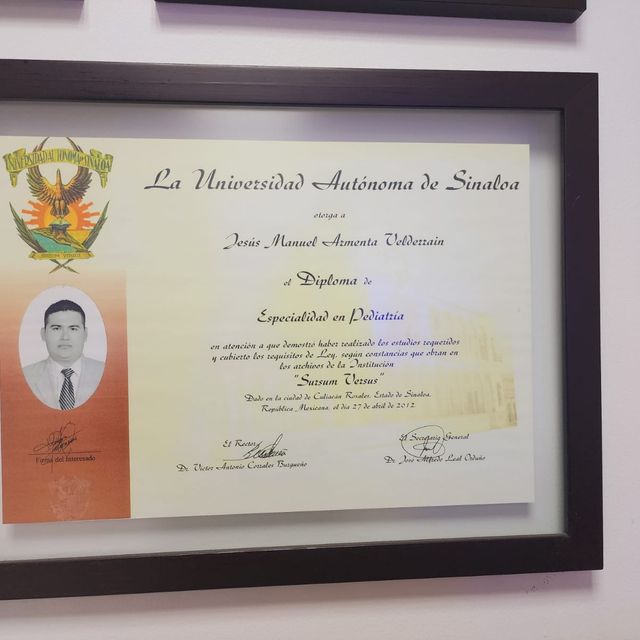 UNIVERSIDAD AUTONOMA DE SINALOA
La Universidad Autónoma de Sinaloa
otorga a
Jesús Manuel Armenta Velderrain
el Diploma de
Especialidad en Pediatría
en atención a que demostró haber realizado los estudios requeridos
y cubierto los requisitos de Ley, según constancias que obran en
los archivos de la Institución
"Sursum Versus"
Dado en la ciudad de Culiacán Rosales, Estado de Sinaloa,
República Mexicana, el día 27 de abril de 2012
El Rector
Dr. Víctor Antonio Corrales Burgueño
El Secretario General
Dr. José Alfredo Leal Orduño
Firma del Interesado